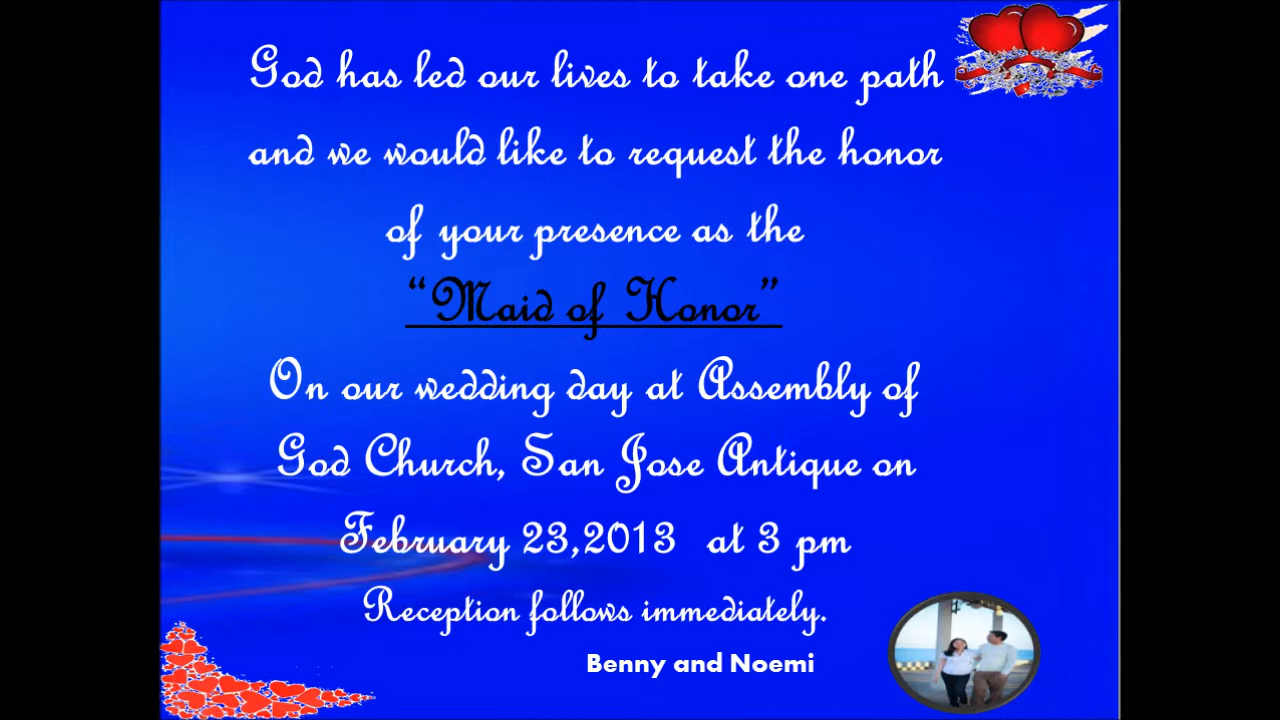 God has led our lives to take one path
and we would like to request the honor
of your presence as the
“Maid of Honor”
On our wedding day at Assembly of
God Church, San Jose Antique on
February 23,2013 at 3 pm
Reception follows immediately.
Benny and Noemi